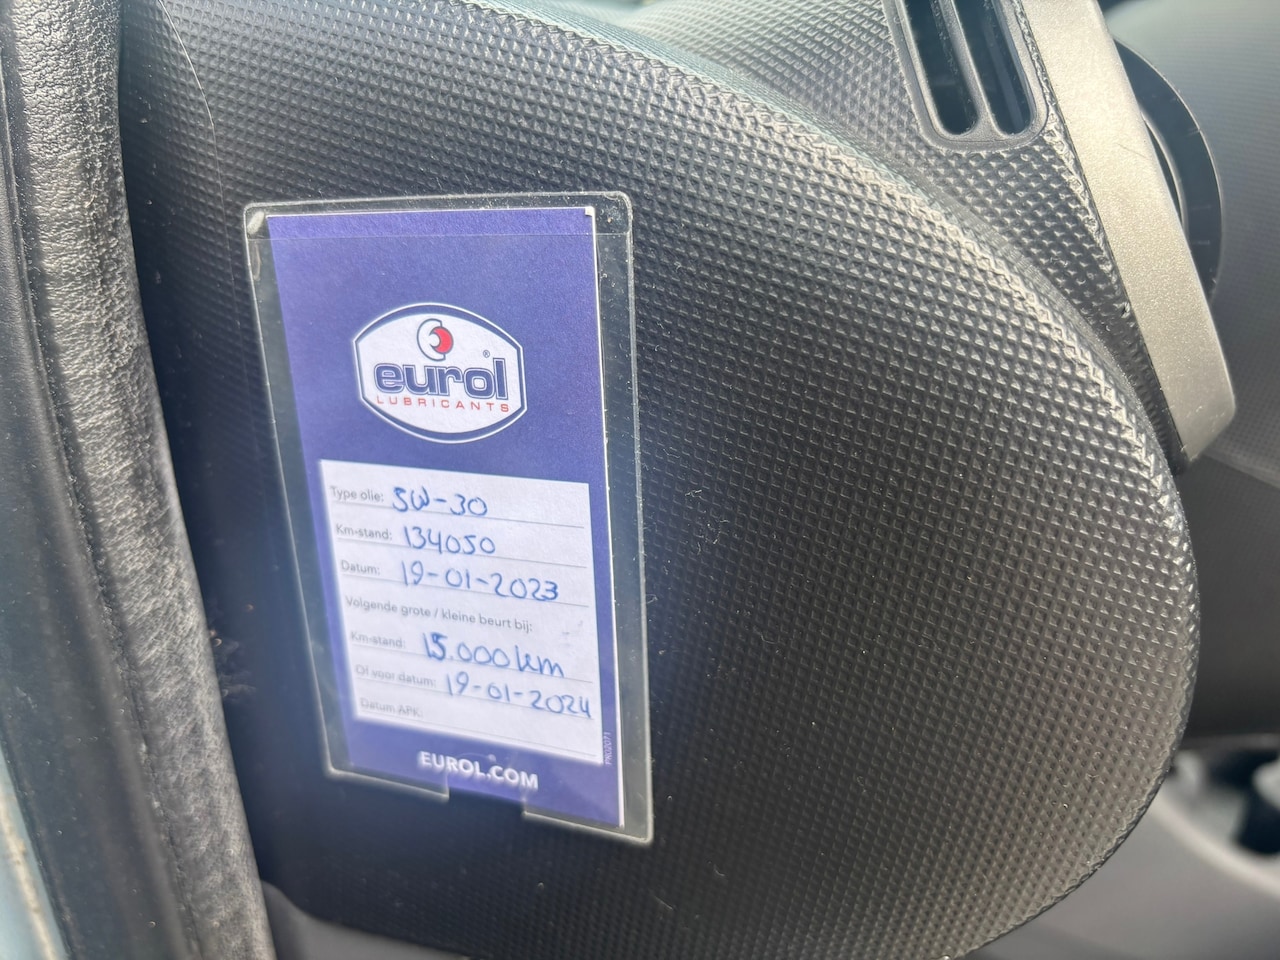 eurol®
LUBRICANTS
Type olie: 5W-30
Km-stand: 134050
Datum: 19-01-2023
Volgende grote / kleine beurt bij:
Km-stand: 15.000 km
Of voor datum: 19-01-2024
Datum APK:
EUROL.COM